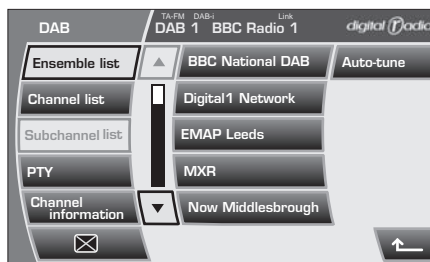 DAB
TA-FM DAB-i Link
DAB 1 BBC Radio 1
digital radio
Ensemble list
BBC National DAB
Auto-tune
Channel list
Digital1 Network
Subchannel list
EMAP Leeds
PTY
MXR
Channel
information
Now Middlesbrough